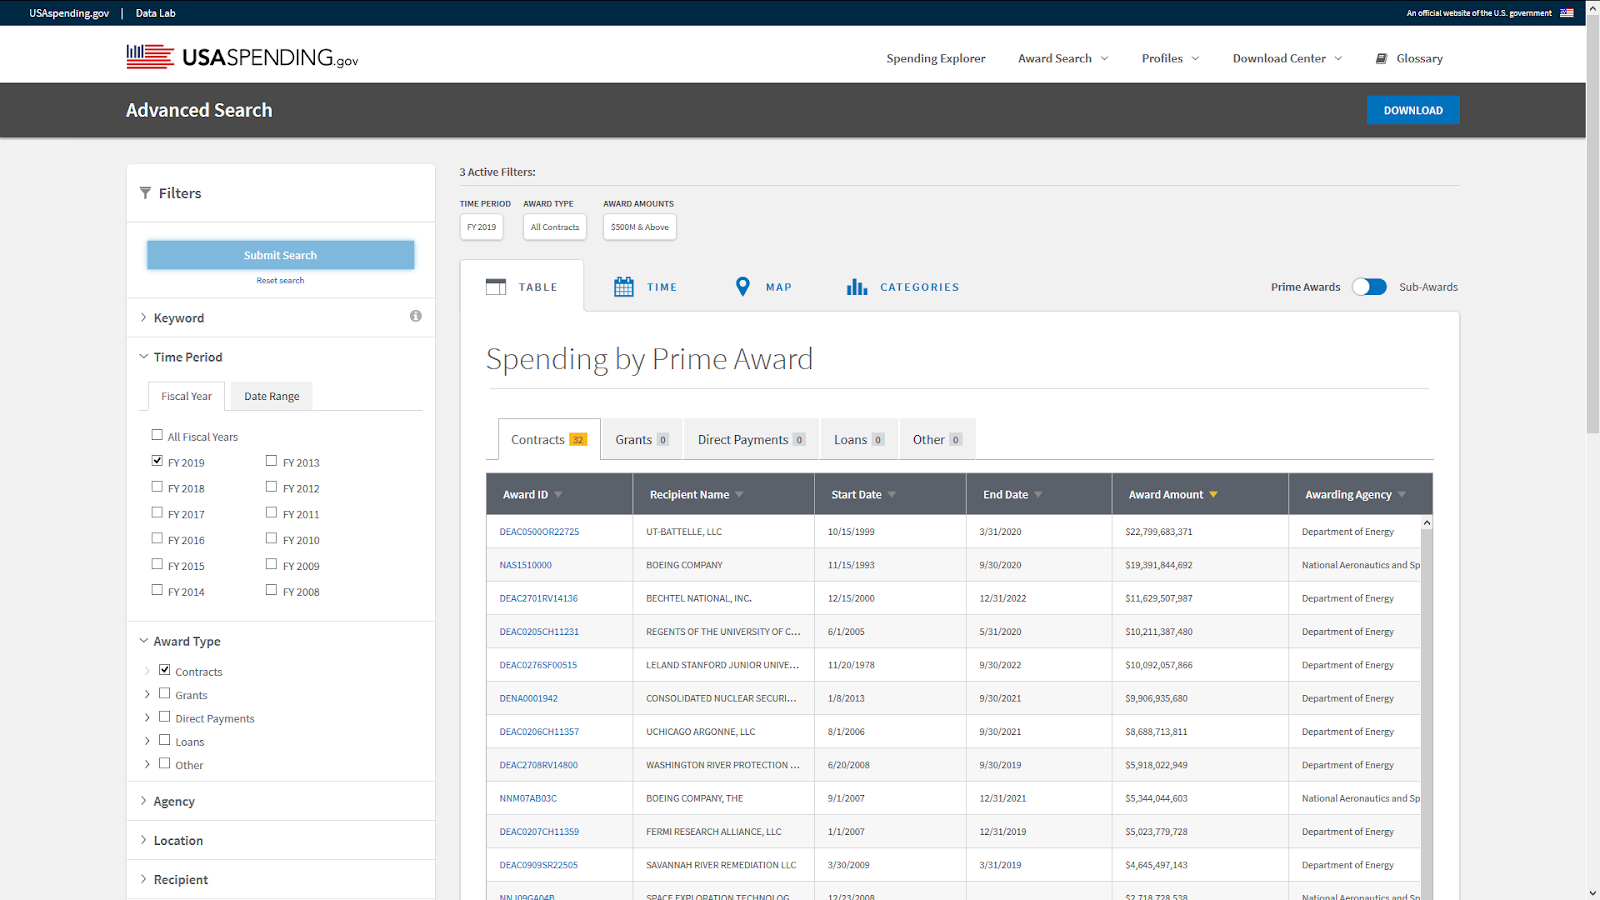 USAspending.gov | Data Lab
An official website of the U.S. government
USASPENDING.gov
Spending Explorer
Award Search
Profiles
Download Center
Glossary
Advanced Search
DOWNLOAD
Filters
Submit Search
Reset search
Keyword
Time Period
Fiscal Year
Date Range
All Fiscal Years
FY 2019 FY 2013
FY 2018 FY 2012
FY 2017 FY 2011
FY 2016 FY 2010
FY 2015 FY 2009
FY 2014 FY 2008
Award Type
Contracts
Grants
Direct Payments
Loans
Other
Agency
Location
Recipient
3 Active Filters:
TIME PERIOD AWARD TYPE AWARD AMOUNTS
FY 2019 All Contracts $500M & Above
TABLE TIME MAP CATEGORIES
Prime Awards Sub-Awards
Spending by Prime Award
Contracts 32 Grants 0 Direct Payments 0 Loans 0 Other 0
Award ID Recipient Name Start Date End Date Award Amount Awarding Agency
DEAC05000R22725 UT-BATTELLE, LLC 10/15/1999 3/31/2020 $22,799,683,371 Department of Energy
NAS1510000 BOEING COMPANY 11/15/1993 9/30/2020 $19,391,844,692 National Aeronautics and Sp
DEAC2701RV14136 BECHTEL NATIONAL, INC. 12/15/2000 12/31/2022 $11,629,507,987 Department of Energy
DEAC0205CH11231 REGENTS OF THE UNIVERSITY OF C... 6/1/2005 5/31/2020 $10,211,387,480 Department of Energy
DEAC0276SF00515 LELAND STANFORD JUNIOR UNIVE... 11/20/1978 9/30/2022 $10,092,057,866 Department of Energy
DENA0001942 CONSOLIDATED NUCLEAR SECURI... 1/8/2013 9/30/2021 $9,906,935,680 Department of Energy
DEAC0206CH11357 UCHICAGO ARGONNE, LLC 8/1/2006 9/30/2021 $8,688,713,811 Department of Energy
DEAC2708RV14800 WASHINGTON RIVER PROTECTION ... 6/20/2008 9/30/2019 $5,918,022,949 Department of Energy
NNM07AB03C BOEING COMPANY, THE 9/1/2007 12/31/2021 $5,344,044,603 National Aeronautics and Sp
DEAC0207CH11359 FERMI RESEARCH ALLIANCE, LLC 1/1/2007 12/31/2019 $5,023,779,728 Department of Energy
DEAC0909SR22505 SAVANNAH RIVER REMEDIATION LLC 3/30/2009 3/31/2019 $4,645,497,143 Department of Energy
NNJ09GA04B SPACE EXPLORATION TECHNOLOG... 12/23/2008 $2,718,728,538 National Aeronautics and Sp